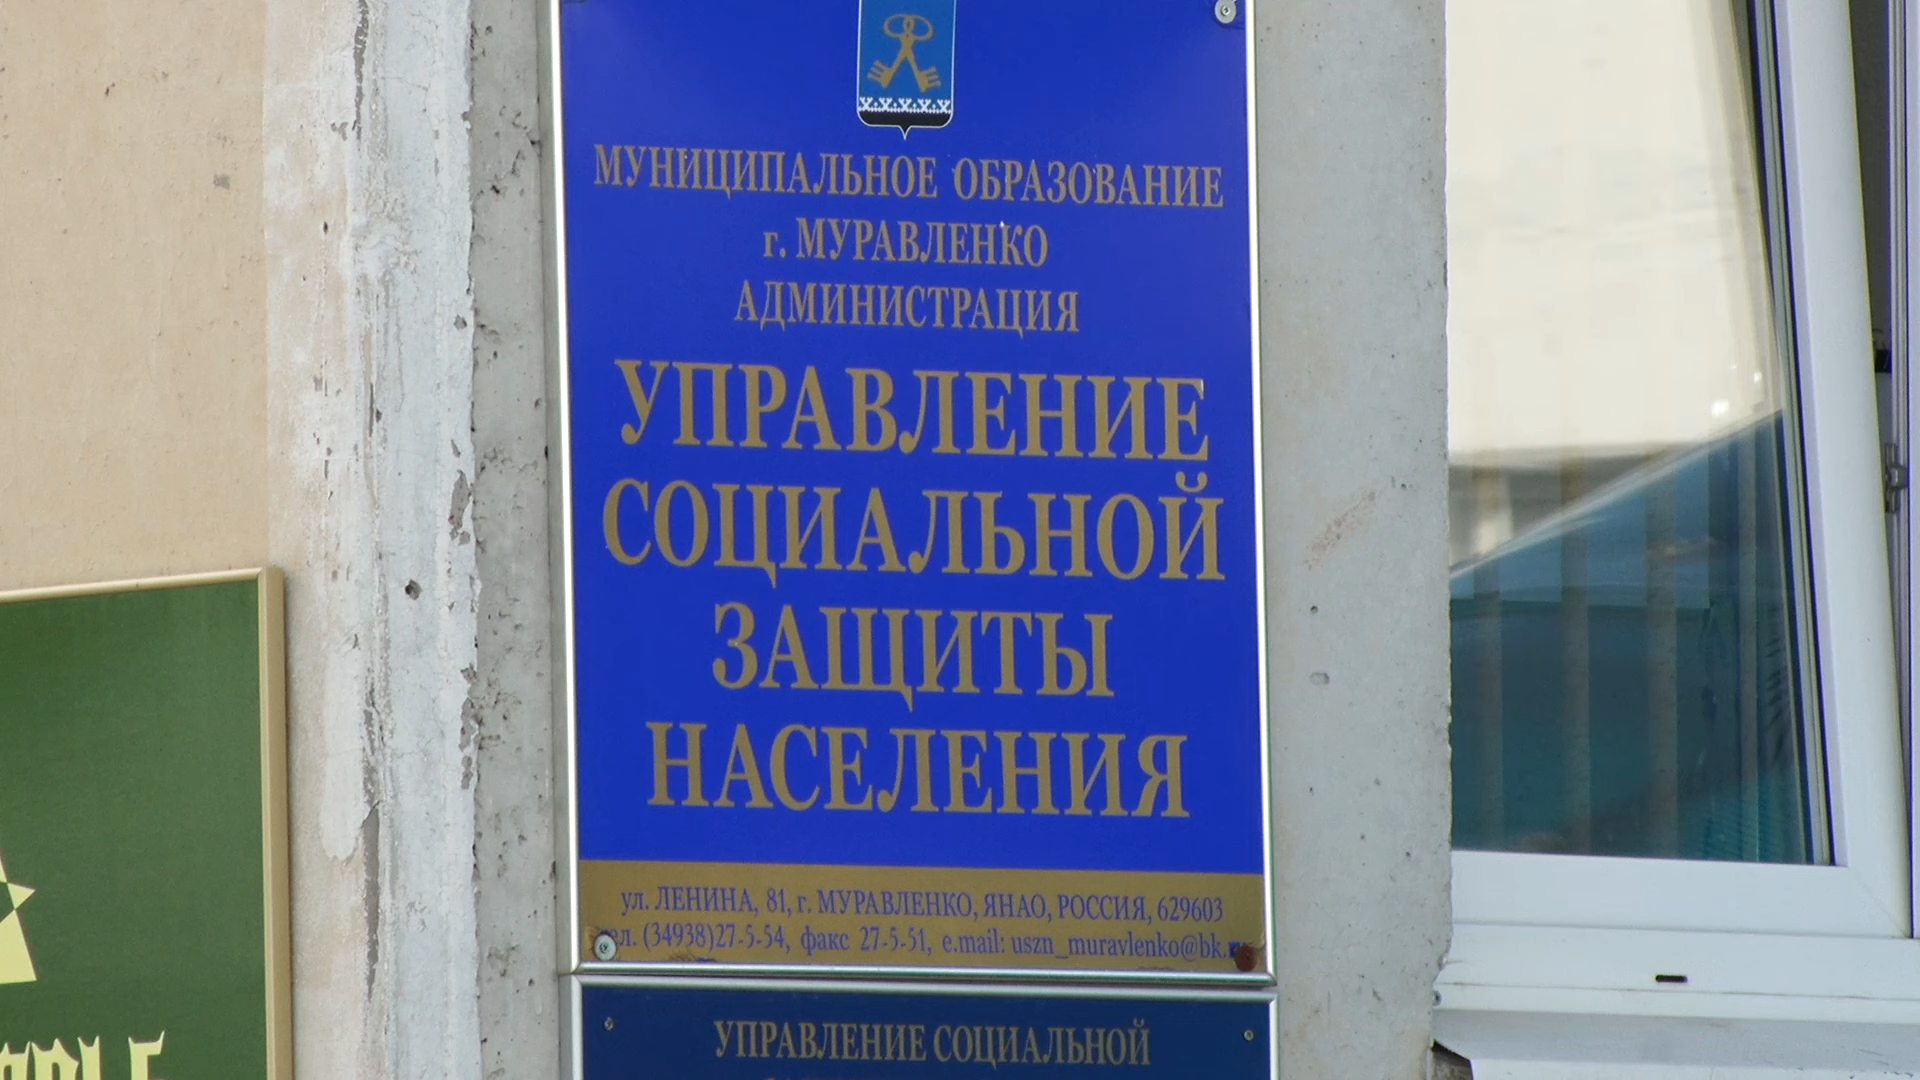 МУНИЦИПАЛЬНОЕ ОБРАЗОВАНИЕ
г. МУРАВЛЕНКО
АДМИНИСТРАЦИЯ
УПРАВЛЕНИЕ
СОЦИАЛЬНОЙ
ЗАЩИТЫ
НАСЕЛЕНИЯ
ул. ЛЕНИНА, 81, г. МУРАВЛЕНКО, ЯНАО, РОССИЯ, 629603
тел. (34938)27-5-54, факс 27-5-51, e.mail: uszn_muravlenko@bk.ru
УПРАВЛЕНИЕ СОЦИАЛЬНОЙ